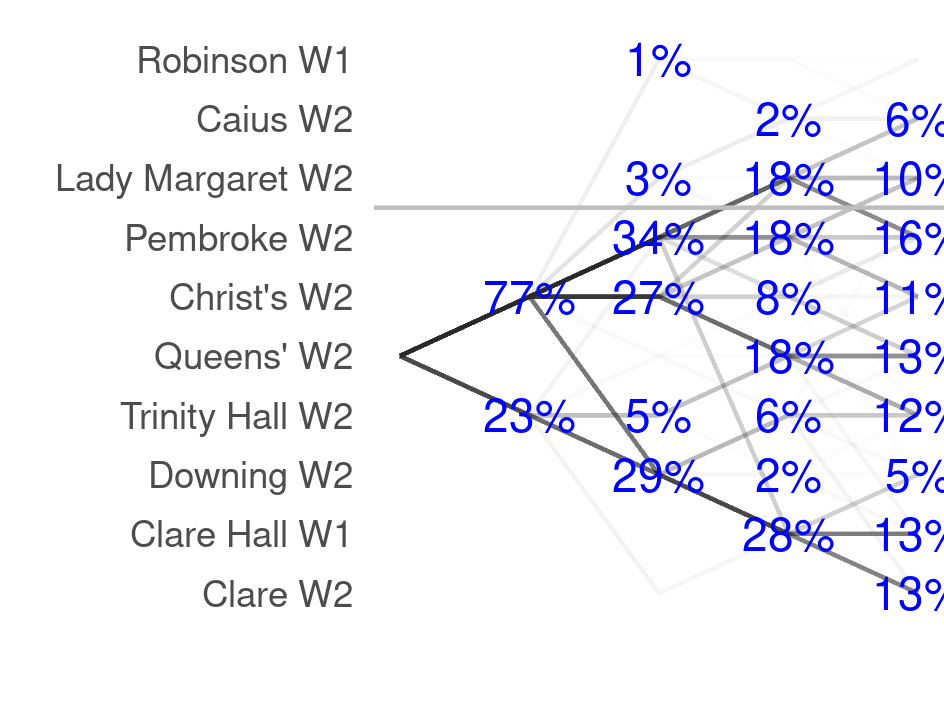 Robinson W1 1%
Caius W2 2% 6%
Lady Margaret W2 3% 18% 10%
Pembroke W2 34% 18% 16%
Christ's W2 77% 27% 8% 11%
Queens' W2 18% 13%
Trinity Hall W2 23% 5% 6% 12%
Downing W2 29% 2% 5%
Clare Hall W1 28% 13%
Clare W2 13%